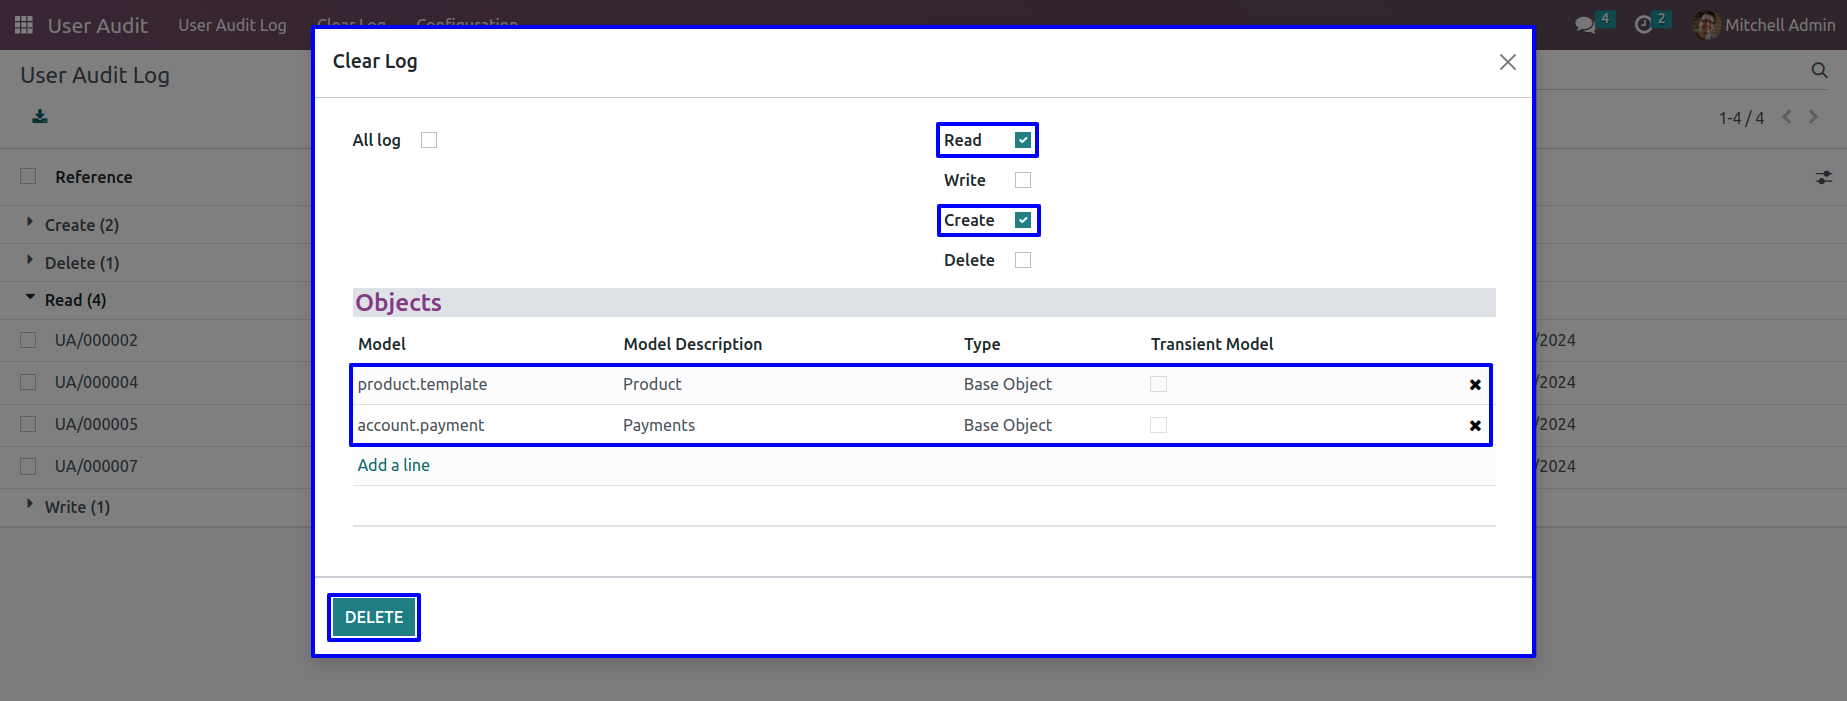 User Audit User Audit Log Clear Log Configuration 4 2 Mitchell Admin
User Audit Log
1-4 / 4
Reference
Create (2)
Delete (1)
Read (4)
UA/000002 /2024
UA/000004 /2024
UA/000005 /2024
UA/000007 /2024
Write (1)
Clear Log
All log
Read
Write
Create
Delete
Objects
Model Model Description Type Transient Model
product.template Product Base Object
account.payment Payments Base Object
Add a line
DELETE